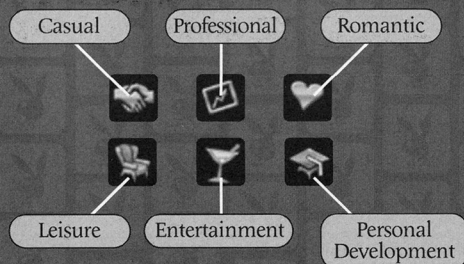 Casual
Professional
Romantic
Leisure
Entertainment
Personal
Development